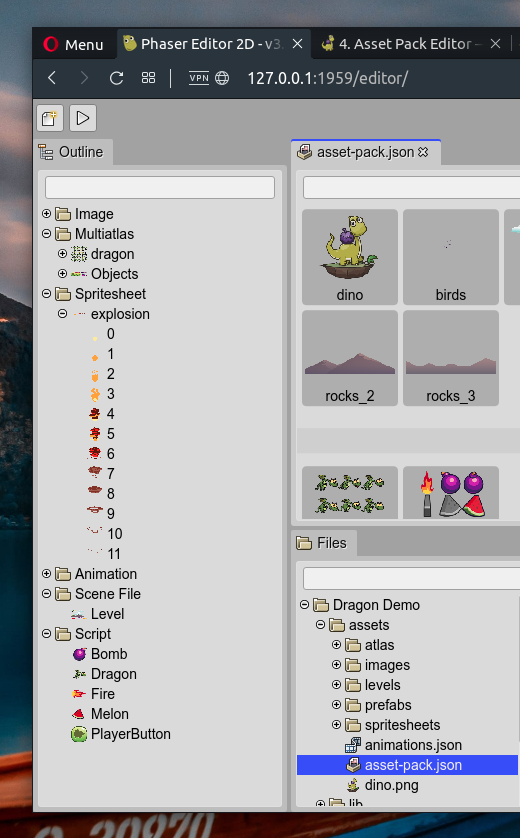 Menu
Phaser Editor 2D - v3.
4. Asset Pack Editor –
VPN
127.0.0.1:1959/editor/
Outline
Image
Multiatlas
dragon
Objects
Spritesheet
explosion
0
1
2
3
4
5
6
7
8
9
10
11
Animation
Scene File
Level
Script
Bomb
Dragon
Fire
Melon
PlayerButton
asset-pack.json
dino
birds
rocks_2
rocks_3
Files
Dragon Demo
assets
atlas
images
levels
prefabs
spritesheets
animations.json
asset-pack.json
dino.png
lib